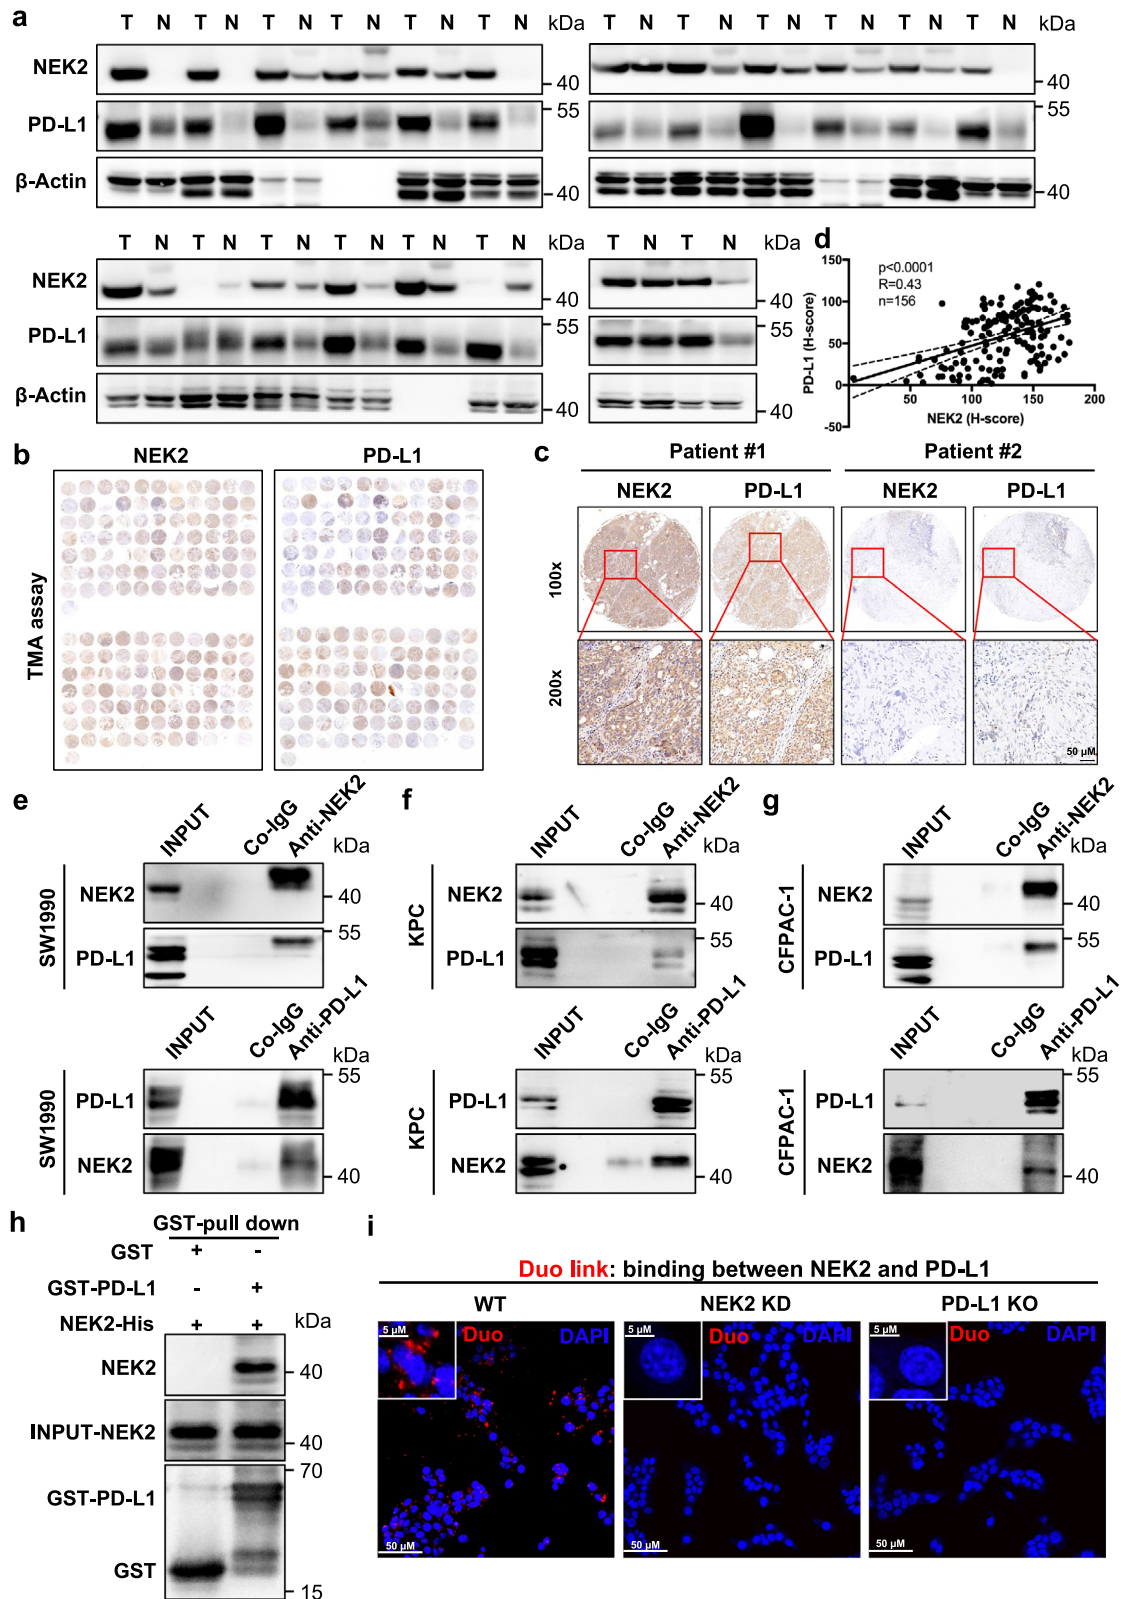 a
T N T N T N T N T N T N kDa
NEK2
40
PD-L1
55
β-Actin
40
T N T N T N T N T N T N kDa
40
55
40
T N T N T N T N T N T N kDa
NEK2
40
PD-L1
55
β-Actin
40
T N T N kDa
40
55
40
d
150
100
50
0
-50
p<0.0001
R=0.43
n=156
PD-L1 (H-score)
50 100 150 200
NEK2 (H-score)
b
NEK2 PD-L1
TMA assay
c
Patient #1 Patient #2
NEK2 PD-L1 NEK2 PD-L1
100x
200x
50 μM
e
INPUT Co-IgG Anti-NEK2
kDa
SW1990
NEK2
40
PD-L1
55
INPUT Co-IgG Anti-PD-L1
kDa
SW1990
55
PD-L1
NEK2
40
f
INPUT Co-IgG Anti-NEK2
kDa
KPC
NEK2
40
PD-L1
55
INPUT Co-IgG Anti-PD-L1
kDa
KPC
55
PD-L1
NEK2
40
g
INPUT Co-IgG Anti-NEK2
kDa
CFPAC-1
NEK2
40
PD-L1
55
INPUT Co-IgG Anti-PD-L1
kDa
CFPAC-1
55
PD-L1
NEK2
40
h
GST-pull down
GST + -
GST-PD-L1 - +
NEK2-His + + kDa
NEK2
40
INPUT-NEK2
40
70
GST-PD-L1
GST
15
i
Duo link: binding between NEK2 and PD-L1
WT NEK2 KD PD-L1 KO
5 μM Duo DAPI
50 μM
5 μM Duo DAPI
50 μM
5 μM Duo DAPI
50 μM